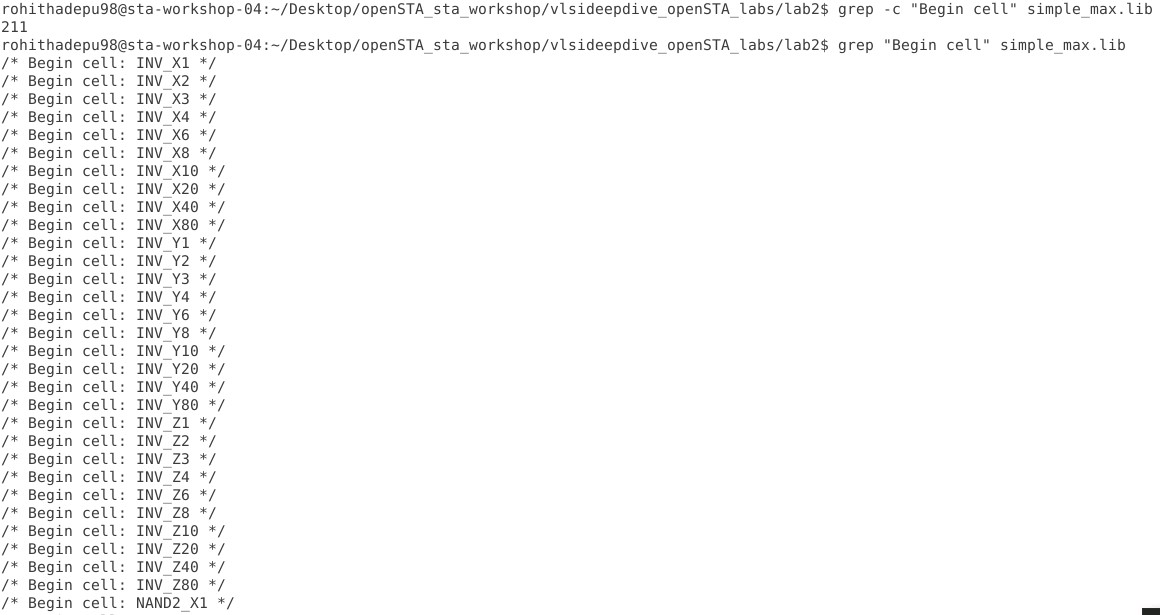 rohithadepu98@sta-workshop-04:~/Desktop/openSTA_sta_workshop/vlsideepdive_openSTA_labs/lab2$ grep -c "Begin cell" simple_max.lib
211
rohithadepu98@sta-workshop-04:~/Desktop/openSTA_sta_workshop/vlsideepdive_openSTA_labs/lab2$ grep "Begin cell" simple_max.lib
/* Begin cell: INV_X1 */
/* Begin cell: INV_X2 */
/* Begin cell: INV_X3 */
/* Begin cell: INV_X4 */
/* Begin cell: INV_X6 */
/* Begin cell: INV_X8 */
/* Begin cell: INV_X10 */
/* Begin cell: INV_X20 */
/* Begin cell: INV_X40 */
/* Begin cell: INV_X80 */
/* Begin cell: INV_Y1 */
/* Begin cell: INV_Y2 */
/* Begin cell: INV_Y3 */
/* Begin cell: INV_Y4 */
/* Begin cell: INV_Y6 */
/* Begin cell: INV_Y8 */
/* Begin cell: INV_Y10 */
/* Begin cell: INV_Y20 */
/* Begin cell: INV_Y40 */
/* Begin cell: INV_Y80 */
/* Begin cell: INV_Z1 */
/* Begin cell: INV_Z2 */
/* Begin cell: INV_Z3 */
/* Begin cell: INV_Z4 */
/* Begin cell: INV_Z6 */
/* Begin cell: INV_Z8 */
/* Begin cell: INV_Z10 */
/* Begin cell: INV_Z20 */
/* Begin cell: INV_Z40 */
/* Begin cell: INV_Z80 */
/* Begin cell: NAND2_X1 */